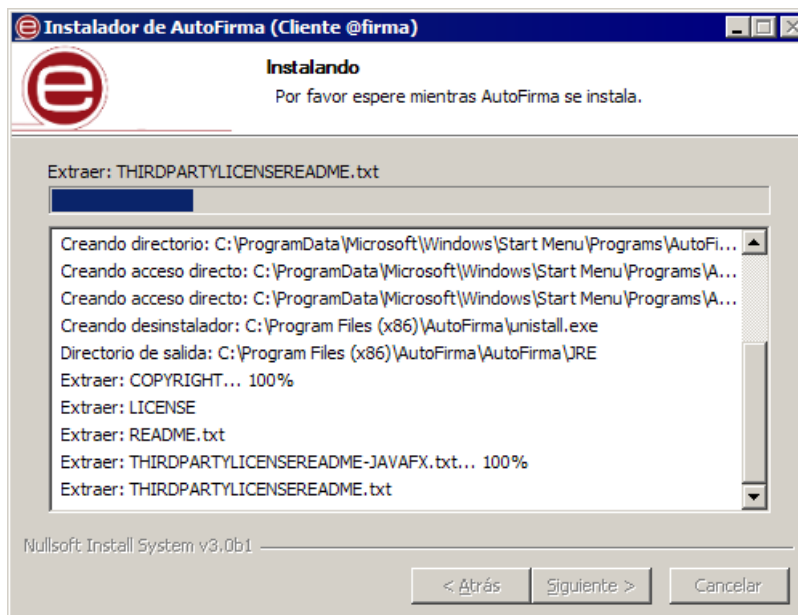 Instalador de AutoFirma (Cliente @firma)
Instalando
Por favor espere mientras AutoFirma se instala.
Extraer: THIRDPARTYLICENSEREADME.txt
Creando directorio: C:\ProgramData\Microsoft\Windows\Start Menu\Programs\AutoFi...
Creando acceso directo: C:\ProgramData\Microsoft\Windows\Start Menu\Programs\A...
Creando acceso directo: C:\ProgramData\Microsoft\Windows\Start Menu\Programs\A...
Creando desinstalador: C:\Program Files (x86)\AutoFirma\unistall.exe
Directorio de salida: C:\Program Files (x86)\AutoFirma\AutoFirma\JRE
Extraer: COPYRIGHT... 100%
Extraer: LICENSE
Extraer: README.txt
Extraer: THIRDPARTYLICENSEREADME-JAVAFX.txt... 100%
Extraer: THIRDPARTYLICENSEREADME.txt
Nullsoft Install System v3.0b1
< Atrás Siguiente > Cancelar